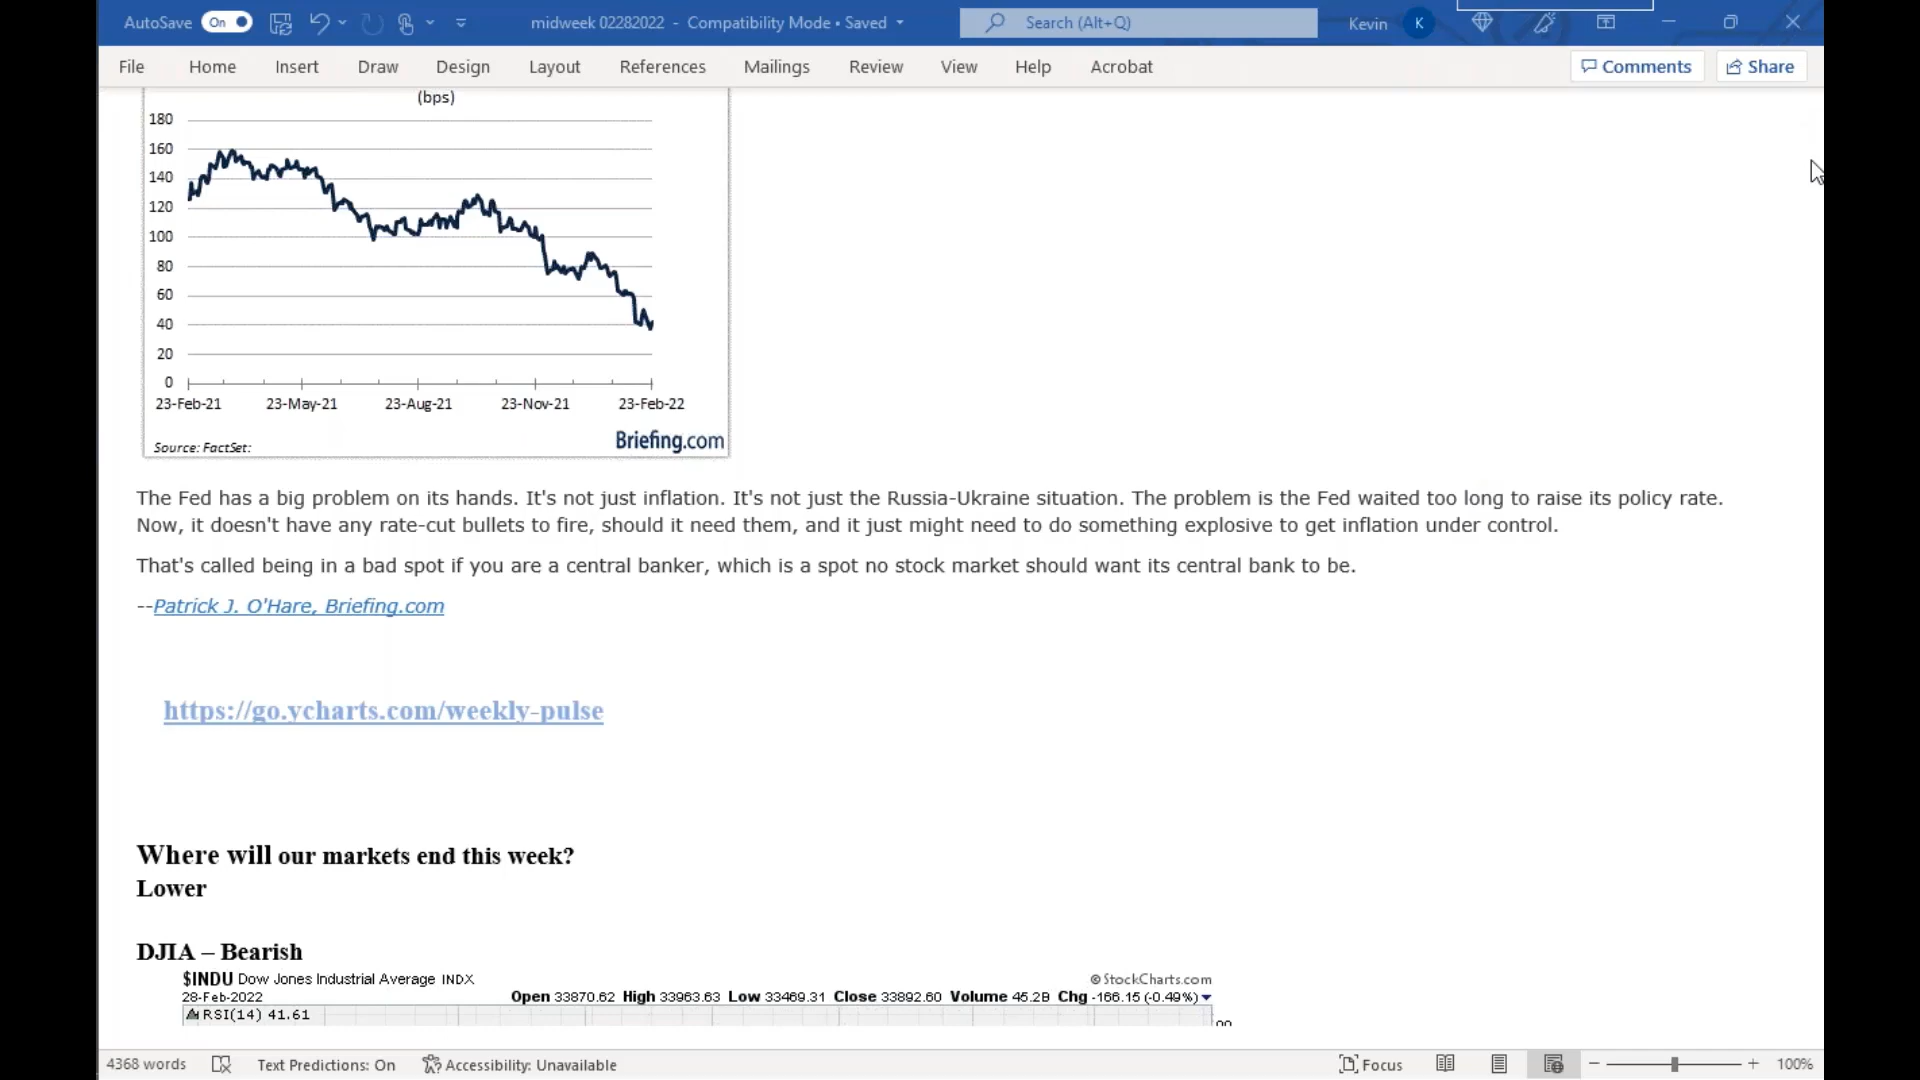 AutoSave On midweek 02282022 - Compatibility Mode • Saved Search (Alt+Q) Kevin K
File Home Insert Draw Design Layout References Mailings Review View Help Acrobat Comments Share
(bps)
180
160
140
120
100
80
60
40
20
0
23-Feb-21 23-May-21 23-Aug-21 23-Nov-21 23-Feb-22
Source: FactSet: Briefing.com
The Fed has a big problem on its hands. It's not just inflation. It's not just the Russia-Ukraine situation. The problem is the Fed waited too long to raise its policy rate.
Now, it doesn't have any rate-cut bullets to fire, should it need them, and it just might need to do something explosive to get inflation under control.
That's called being in a bad spot if you are a central banker, which is a spot no stock market should want its central bank to be.
--Patrick J. O'Hare, Briefing.com
https://go.ycharts.com/weekly-pulse
Where will our markets end this week?
Lower
DJIA – Bearish
$INDU Dow Jones Industrial Average INDX © StockCharts.com
28-Feb-2022 Open 33870.62 High 33963.63 Low 33469.31 Close 33892.60 Volume 45.2B Chg -166.15 (-0.49%)
RSI(14) 41.61
4368 words Text Predictions: On Accessibility: Unavailable Focus 100%